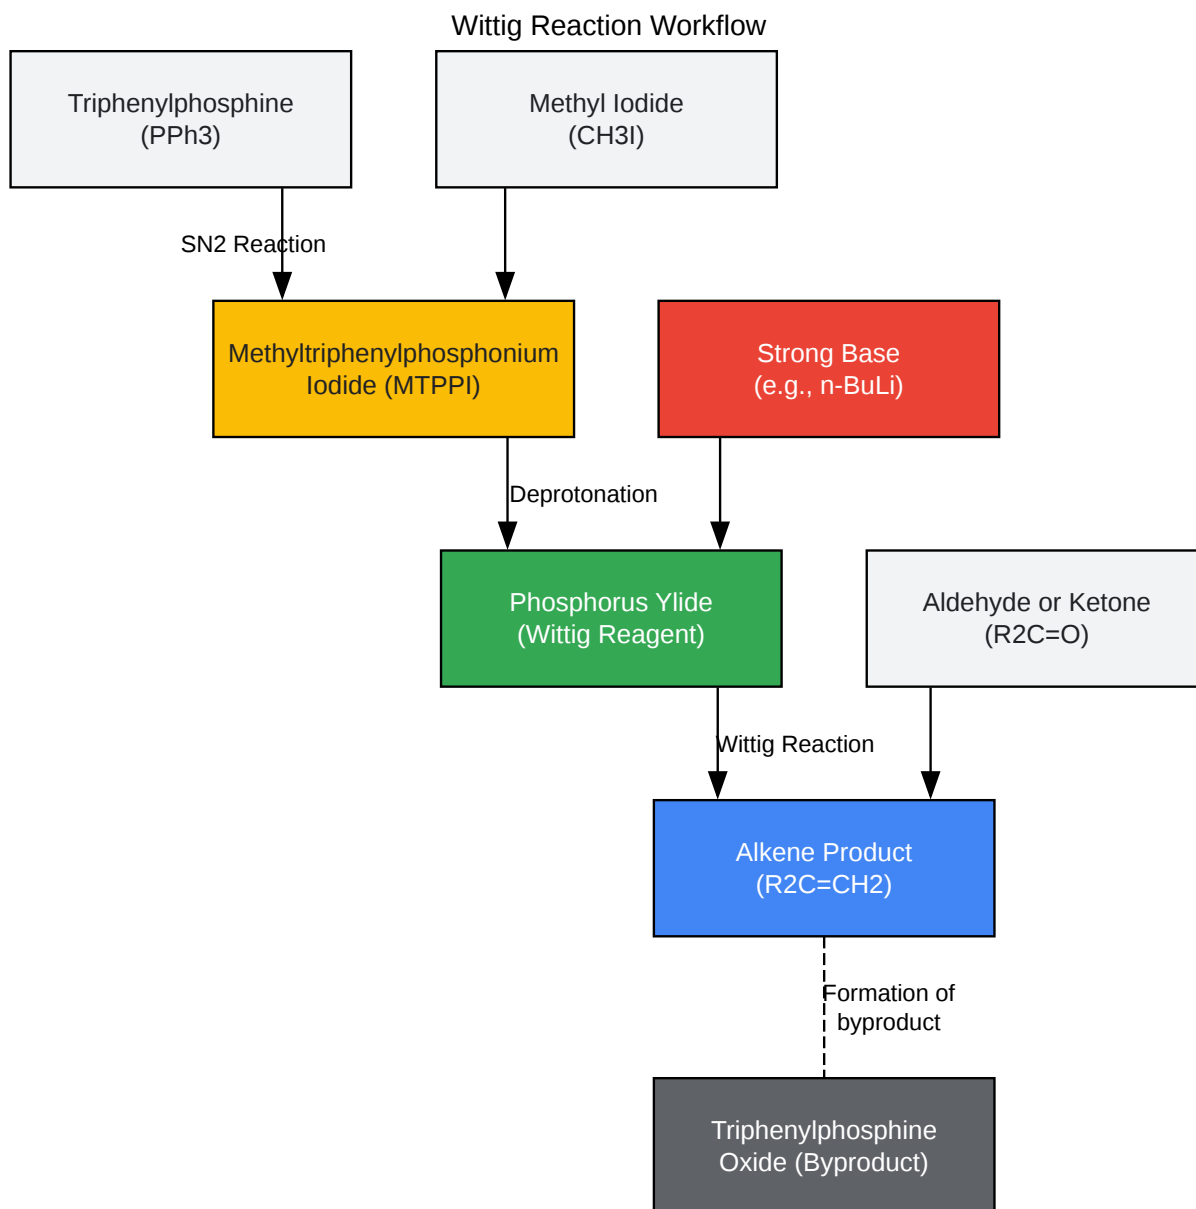 Wittig Reaction Workflow
Triphenylphosphine
(PPh3)
Methyl Iodide
(CH3I)
SN2 Reaction
Methyltriphenylphosphonium
Iodide (MTPPI)
Strong Base
(e.g., n-BuLi)
Deprotonation
Phosphorus Ylide
(Wittig Reagent)
Aldehyde or Ketone
(R2C=O)
Wittig Reaction
Alkene Product
(R2C=CH2)
Formation of
byproduct
Triphenylphosphine
Oxide (Byproduct)